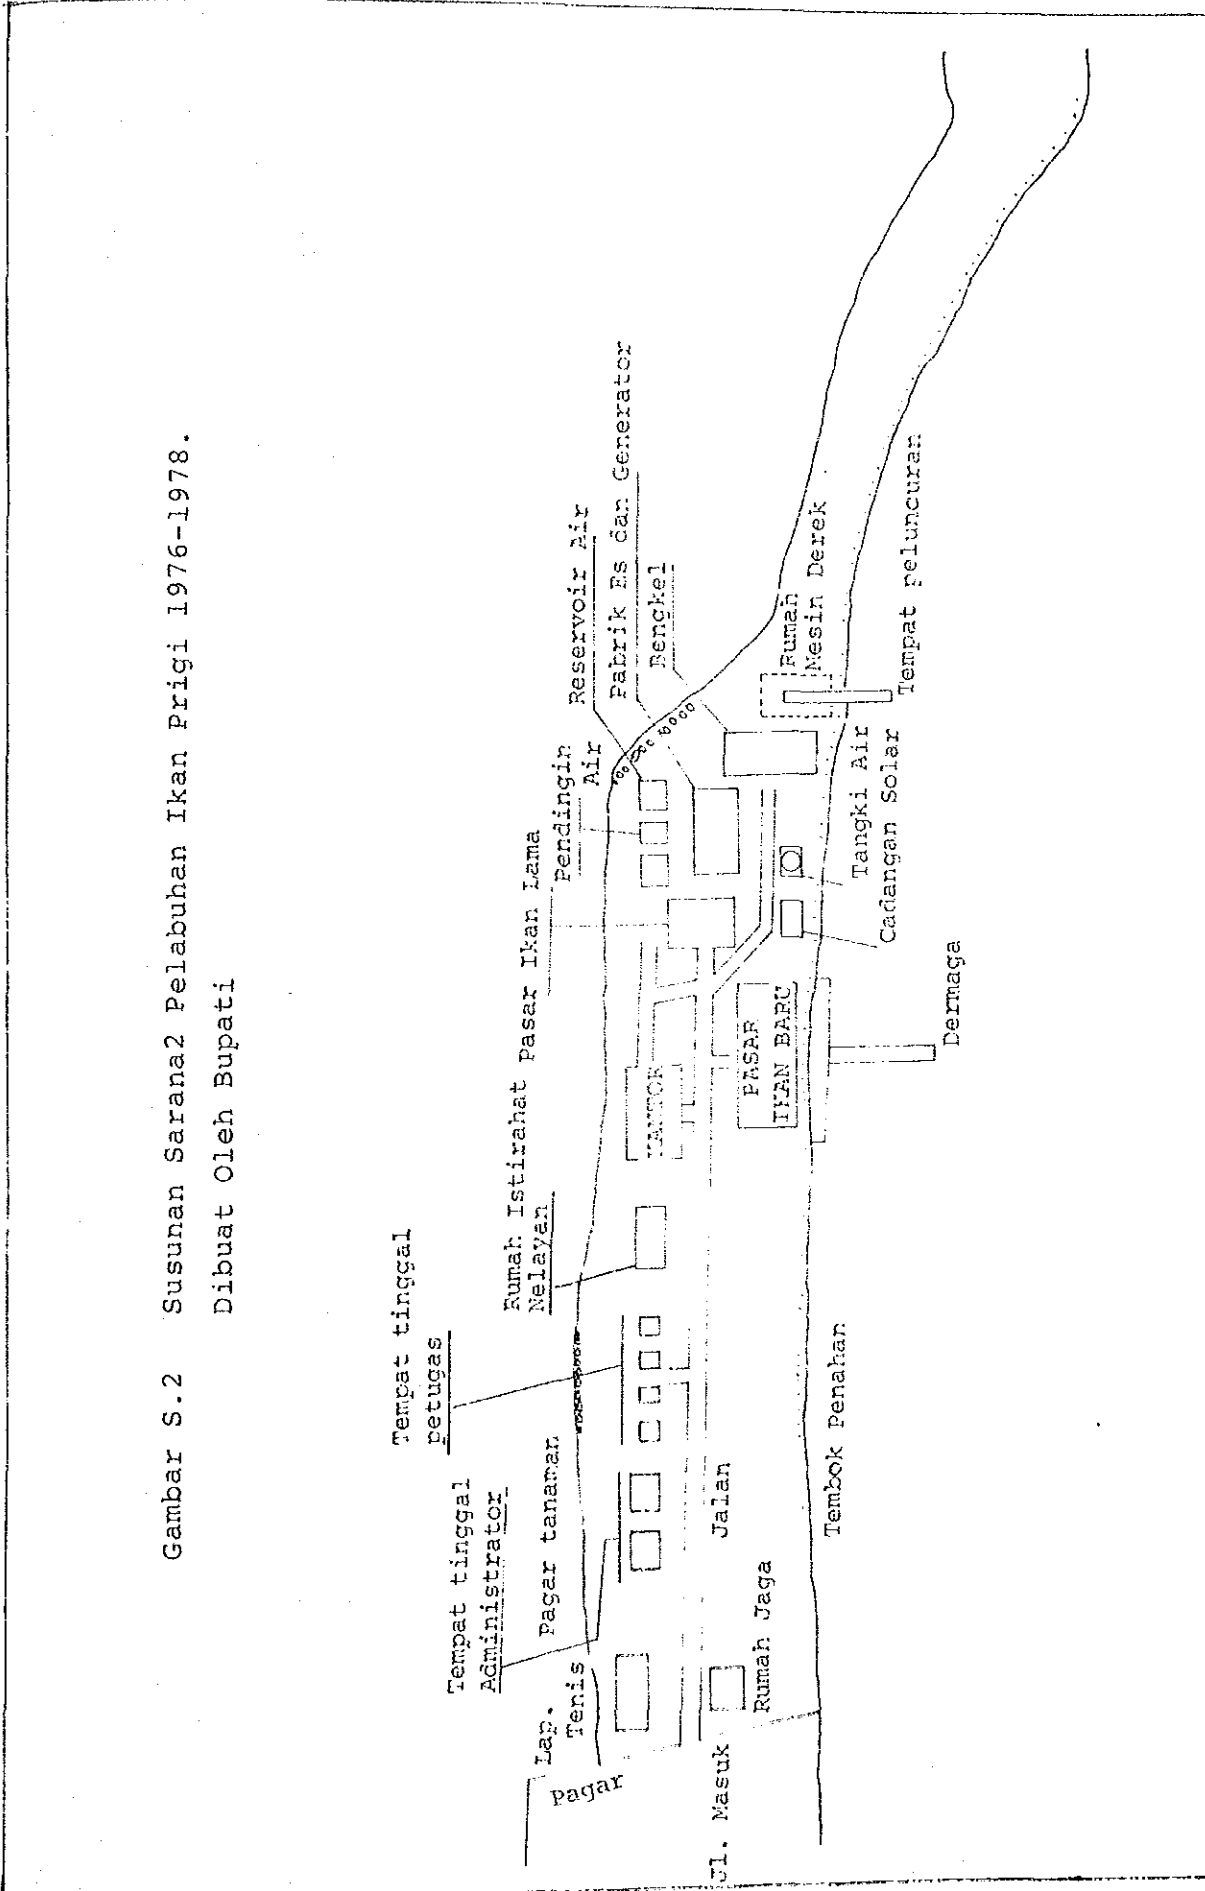 Gambar S.2 Susunan Sarana2 Pelabuhan Ikan Prigi 1976-1978.
Dibuat Oleh Bupati
Tempat tinggal
petugas
Tempat tinggal
Administrator
Pagar tanaman
Lap.
Tenis
Pagar
Rumah Istirahat
Nelayan
Pasar Ikan Lama
Pendingin
Air
Reservoir Air
Pabrik Es dan Generator
Bengkel
KANTOR
PASAR
IKAN BARU
Rumah
Mesin Derek
Tempat peluncuran
Tangki Air
Cadangan Solar
Dermaga
Jalan
Tembok Penahan
Rumah Jaga
Jl. Masuk